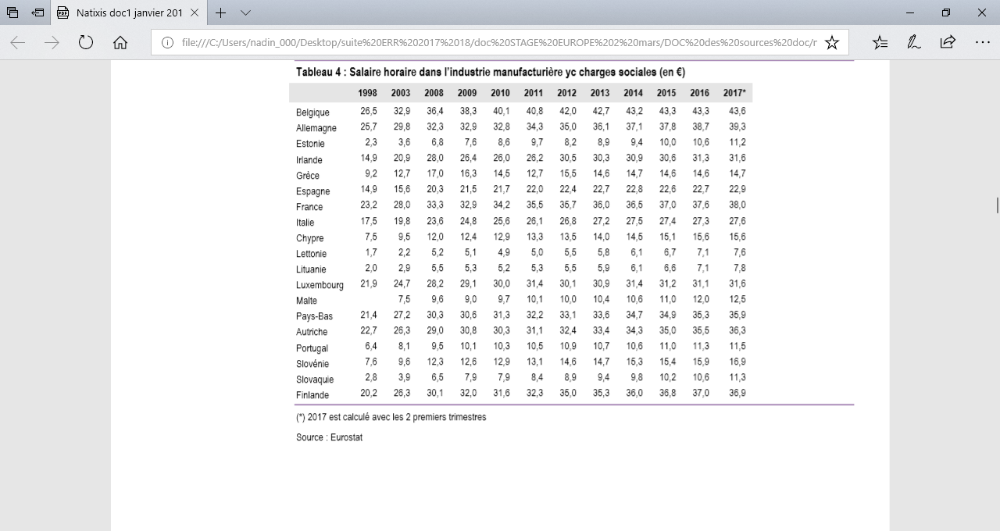 Natixis doc1 janvier 201
file:///C:/Users/nadin_000/Desktop/suite%20ERR%202017%2018/doc%20STAGE%20EUROPE%202%20mars/DOC%20des%20sources%20doc/r
Tableau 4 : Salaire horaire dans l'industrie manufacturière yc charges sociales (en €)
1998 2003 2008 2009 2010 2011 2012 2013 2014 2015 2016 2017*
Belgique 26,5 32,9 36,4 38,3 40,1 40,8 42,0 42,7 43,2 43,3 43,3 43,6
Allemagne 25,7 29,8 32,3 32,9 32,8 34,3 35,0 36,1 37,1 37,8 38,7 39,3
Estonie 2,3 3,6 6,8 7,6 8,6 9,7 8,2 8,9 9,4 10,0 10,6 11,2
Irlande 14,9 20,9 28,0 26,4 26,0 26,2 30,5 30,3 30,9 30,6 31,3 31,6
Grèce 9,2 12,7 17,0 16,3 14,5 12,7 15,5 14,6 14,7 14,6 14,6 14,7
Espagne 14,9 15,6 20,3 21,5 21,7 22,0 22,4 22,7 22,8 22,6 22,7 22,9
France 23,2 28,0 33,3 32,9 34,2 35,5 35,7 36,0 36,5 37,0 37,6 38,0
Italie 17,5 19,8 23,6 24,8 25,6 26,1 26,8 27,2 27,5 27,4 27,3 27,6
Chypre 7,5 9,5 12,0 12,4 12,9 13,3 13,5 14,0 14,5 15,1 15,6 15,6
Lettonie 1,7 2,2 5,2 5,1 4,9 5,0 5,5 5,8 6,1 6,7 7,1 7,6
Lituanie 2,0 2,9 5,5 5,3 5,2 5,3 5,5 5,9 6,1 6,6 7,1 7,8
Luxembourg 21,9 24,7 28,2 29,1 30,0 31,4 30,1 30,9 31,4 31,2 31,1 31,6
Malte 7,5 9,6 9,0 9,7 10,1 10,0 10,4 10,6 11,0 12,0 12,5
Pays-Bas 21,4 27,2 30,3 30,6 31,3 32,2 33,1 33,6 34,7 34,9 35,3 35,9
Autriche 22,7 26,3 29,0 30,8 30,3 31,1 32,4 33,4 34,3 35,0 35,5 36,3
Portugal 6,4 8,1 9,5 10,1 10,3 10,5 10,9 10,7 10,6 11,0 11,3 11,5
Slovénie 7,6 9,6 12,3 12,6 12,9 13,1 14,6 14,7 15,3 15,4 15,9 16,9
Slovaquie 2,8 3,9 6,5 7,9 7,9 8,4 8,9 9,4 9,8 10,2 10,6 11,3
Finlande 20,2 26,3 30,1 32,0 31,6 32,3 35,0 35,3 36,0 36,8 37,0 36,9
(*) 2017 est calculé avec les 2 premiers trimestres
Source : Eurostat